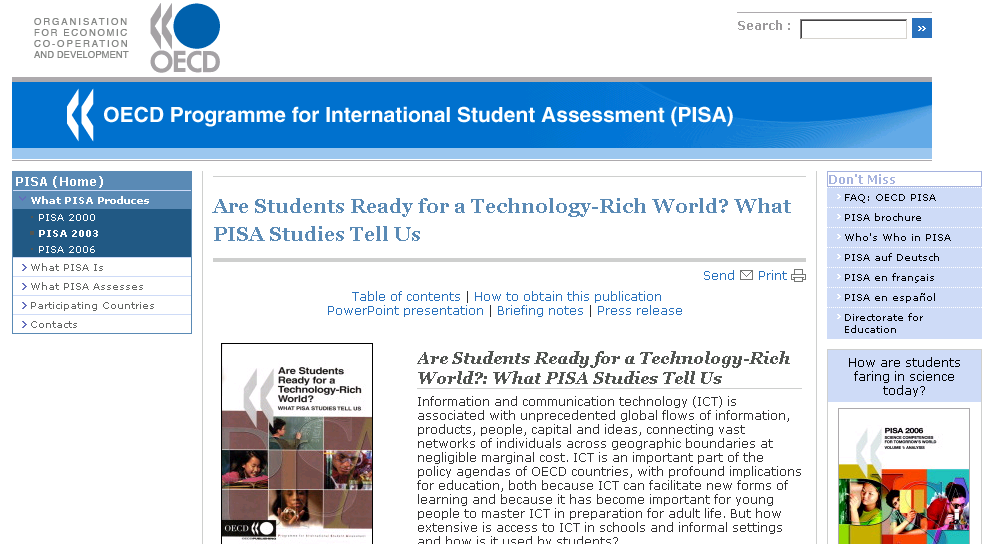 ORGANISATION
FOR ECONOMIC
CO-OPERATION
AND DEVELOPMENT
OECD
Search :
»
OECD Programme for International Student Assessment (PISA)
PISA (Home)
What PISA Produces
PISA 2000
PISA 2003
PISA 2006
What PISA Is
What PISA Assesses
Participating Countries
Contacts
Are Students Ready for a Technology-Rich World? What
PISA Studies Tell Us
Send Print
Table of contents | How to obtain this publication
PowerPoint presentation | Briefing notes | Press release
Are Students
Ready for a
Technology-Rich
World?
WHAT PISA STUDIES TELL US
PISA
OECD
OECD PUBLISHING
Programme for International Student Assessment
Are Students Ready for a Technology-Rich
World?: What PISA Studies Tell Us
Information and communication technology (ICT) is
associated with unprecedented global flows of information,
products, people, capital and ideas, connecting vast
networks of individuals across geographic boundaries at
negligible marginal cost. ICT is an important part of the
policy agendas of OECD countries, with profound implications
for education, both because ICT can facilitate new forms of
learning and because it has become important for young
people to master ICT in preparation for adult life. But how
extensive is access to ICT in schools and informal settings
and how is it used by students?
Don't Miss
FAQ: OECD PISA
PISA brochure
Who's Who in PISA
PISA auf Deutsch
PISA en français
PISA en español
Directorate for
Education
How are students
faring in science
today?
PISA 2006
SCIENCE COMPETENCIES
FOR TOMORROW'S WORLD
VOLUME 1: ANALYSIS